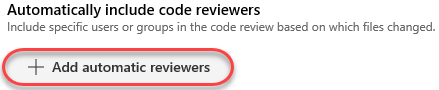 Automatically include code reviewers
Include specific users or groups in the code review based on which files changed.
+ Add automatic reviewers